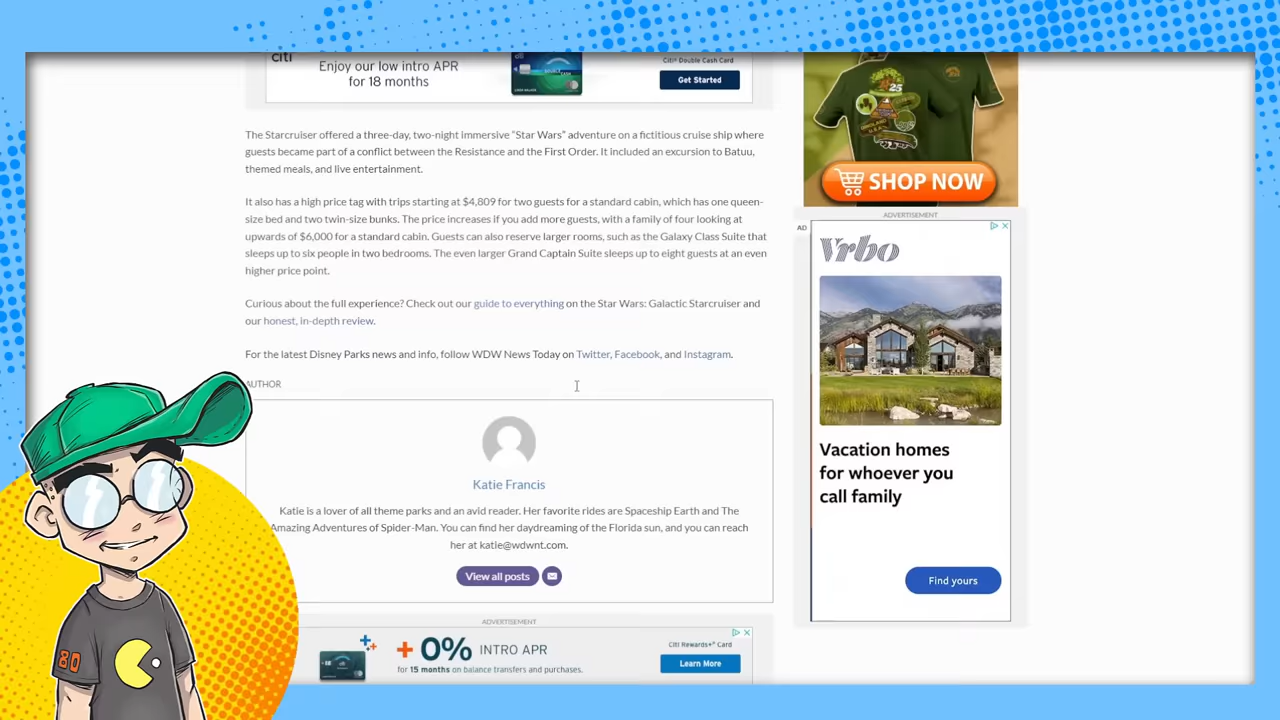 citi
Enjoy our low intro APR
for 18 months
Citi® Double Cash Card
Get Started
The Starcruiser offered a three-day, two-night immersive “Star Wars” adventure on a fictitious cruise ship where
guests became part of a conflict between the Resistance and the First Order. It included an excursion to Batuu,
themed meals, and live entertainment.
It also has a high price tag with trips starting at $4,809 for two guests for a standard cabin, which has one queen-
size bed and two twin-size bunks. The price increases if you add more guests, with a family of four looking at
upwards of $6,000 for a standard cabin. Guests can also reserve larger rooms, such as the Galaxy Class Suite that
sleeps up to six people in two bedrooms. The even larger Grand Captain Suite sleeps up to eight guests at an even
higher price point.
Curious about the full experience? Check out our guide to everything on the Star Wars: Galactic Starcruiser and
our honest, in-depth review.
For the latest Disney Parks news and info, follow WDW News Today on Twitter, Facebook, and Instagram.
AUTHOR
Katie Francis
Katie is a lover of all theme parks and an avid reader. Her favorite rides are Spaceship Earth and The
Amazing Adventures of Spider-Man. You can find her daydreaming of the Florida sun, and you can reach
her at katie@wdwnt.com.
View all posts
ADVERTISEMENT
+0% INTRO APR
for 15 months on balance transfers and purchases.
Citi Rewards+® Card
Learn More
25
SHOP NOW
ADVERTISEMENT
AD
Vrbo
Vacation homes
for whoever you
call family
Find yours
80